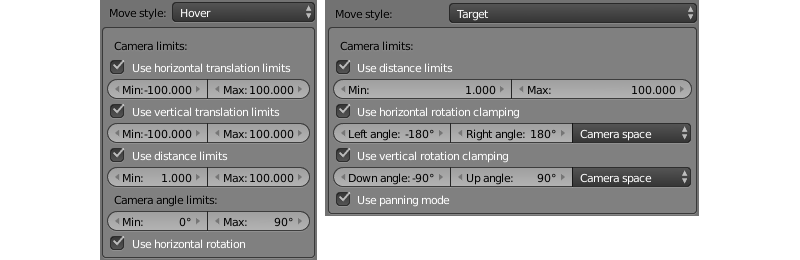 Move style: Hover
Camera limits:
Use horizontal translation limits
Min:-100.000 Max: 100.000
Use vertical translation limits
Min:-100.000 Max: 100.000
Use distance limits
Min: 1.000 Max: 100.000
Camera angle limits:
Min: 0° Max: 90°
Use horizontal rotation
Move style: Target
Camera limits:
Use distance limits
Min: 1.000 Max: 100.000
Use horizontal rotation clamping
Left angle: -180° Right angle: 180° Camera space
Use vertical rotation clamping
Down angle:-90° Up angle: 90° Camera space
Use panning mode